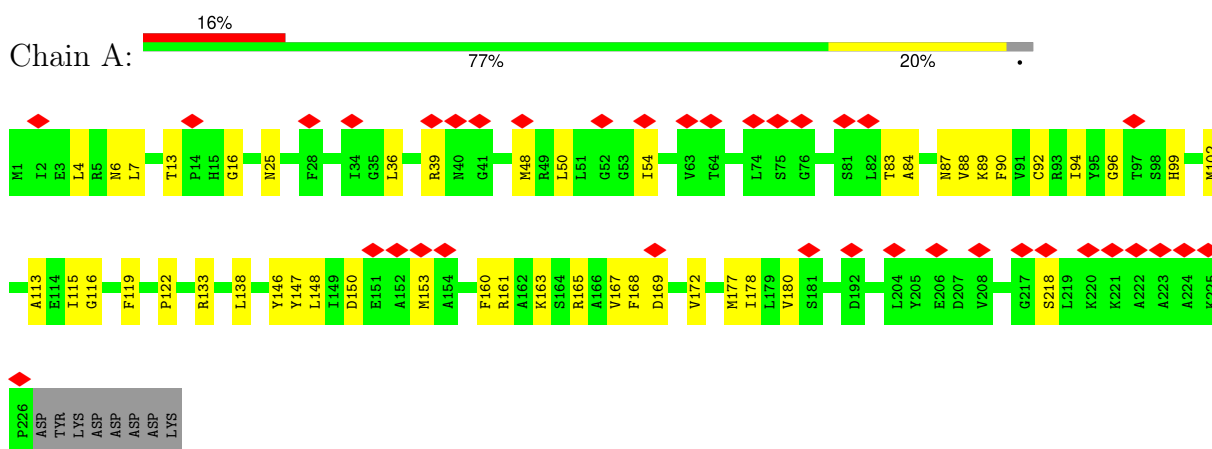 16%
Chain A:
77% 20% •
M1 I2 E3 L4 R5 N6 L7 T13 P14 H15 G16 N25 F28 I34 G35 L36 R39 N40 G41 M48 R49 L50 L51 G52 G53 I54 V63 T64 L74 S75 G76 S81 L82 T83 A84 N87 V88 K89 F90 V91 C92 R93 I94 Y95 G96 T97 S98 H99 M102
A113 E114 I115 G116 F119 P122 R133 L138 Y146 Y147 L148 I149 D150 E151 A152 M153 A154 F160 R161 A162 K163 S164 R165 A166 V167 F168 D169 V172 M177 I178 L179 V180 S181 D192 L204 Y205 E206 D207 V208 G217 S218 L219 K220 K221 A222 A223 A224 K225
P226 ASP TYR LYS ASP ASP ASP ASP LYS